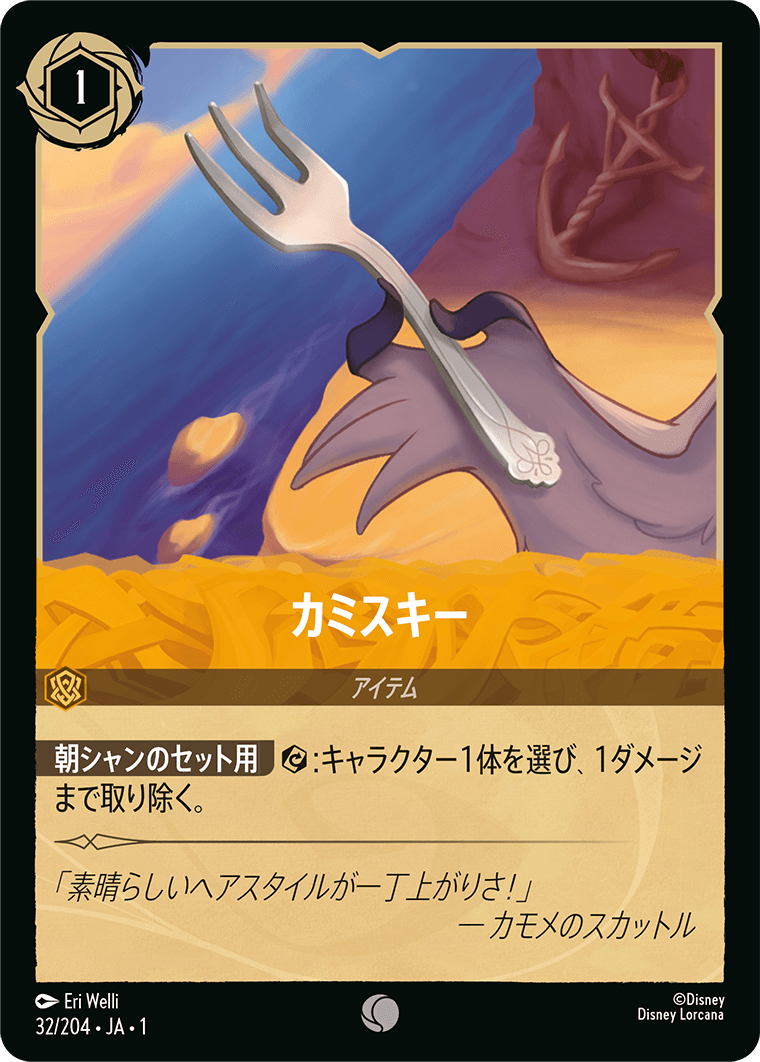 1
カミスキー
アイテム
朝シャンのセット用 :キャラクター1体を選び、1ダメージ
まで取り除く。
「素晴らしいヘアスタイルが一丁上がりさ!」
— カモメのスカットル
Eri Welli
32/204 • JA • 1
©Disney
Disney Lorcana